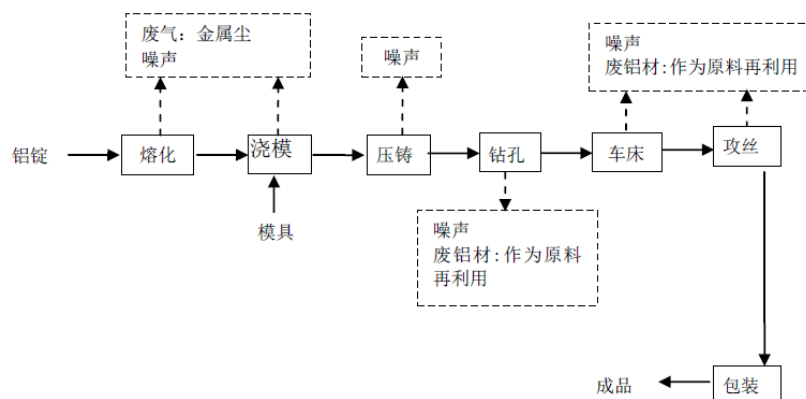 废气：金属尘
噪声
噪声
噪声
废铝材:作为原料再利用
铝锭
熔化
浇模
压铸
钻孔
车床
攻丝
模具
噪声
废铝材:作为原料
再利用
成品
包装